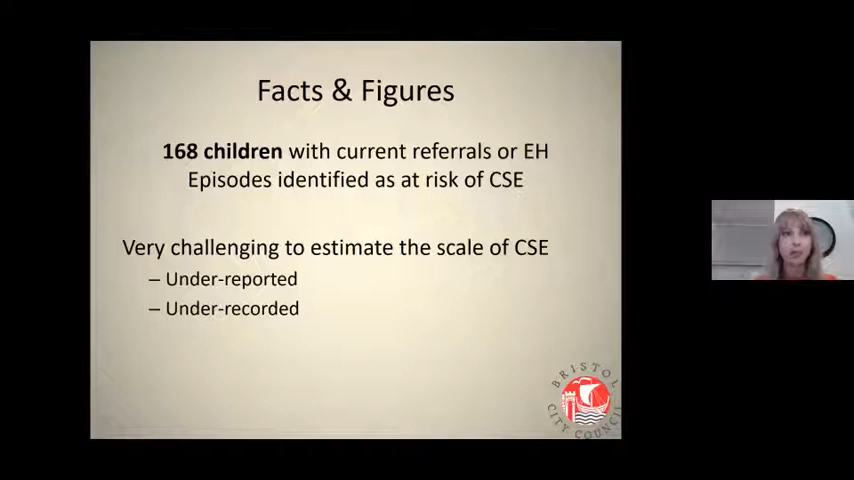 Facts & Figures
168 children with current referrals or EH
Episodes identified as at risk of CSE
Very challenging to estimate the scale of CSE
– Under-reported
– Under-recorded
BRISTOL
CITY COUNCIL